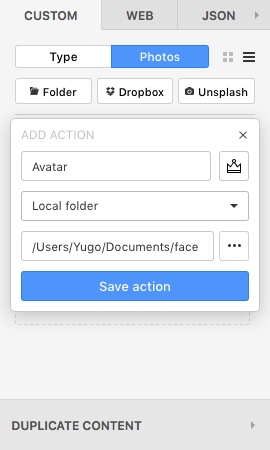 CUSTOM WEB JSON
Type Photos
Folder Dropbox Unsplash
ADD ACTION
Avatar
Local folder
/Users/Yugo/Documents/face
Save action
DUPLICATE CONTENT